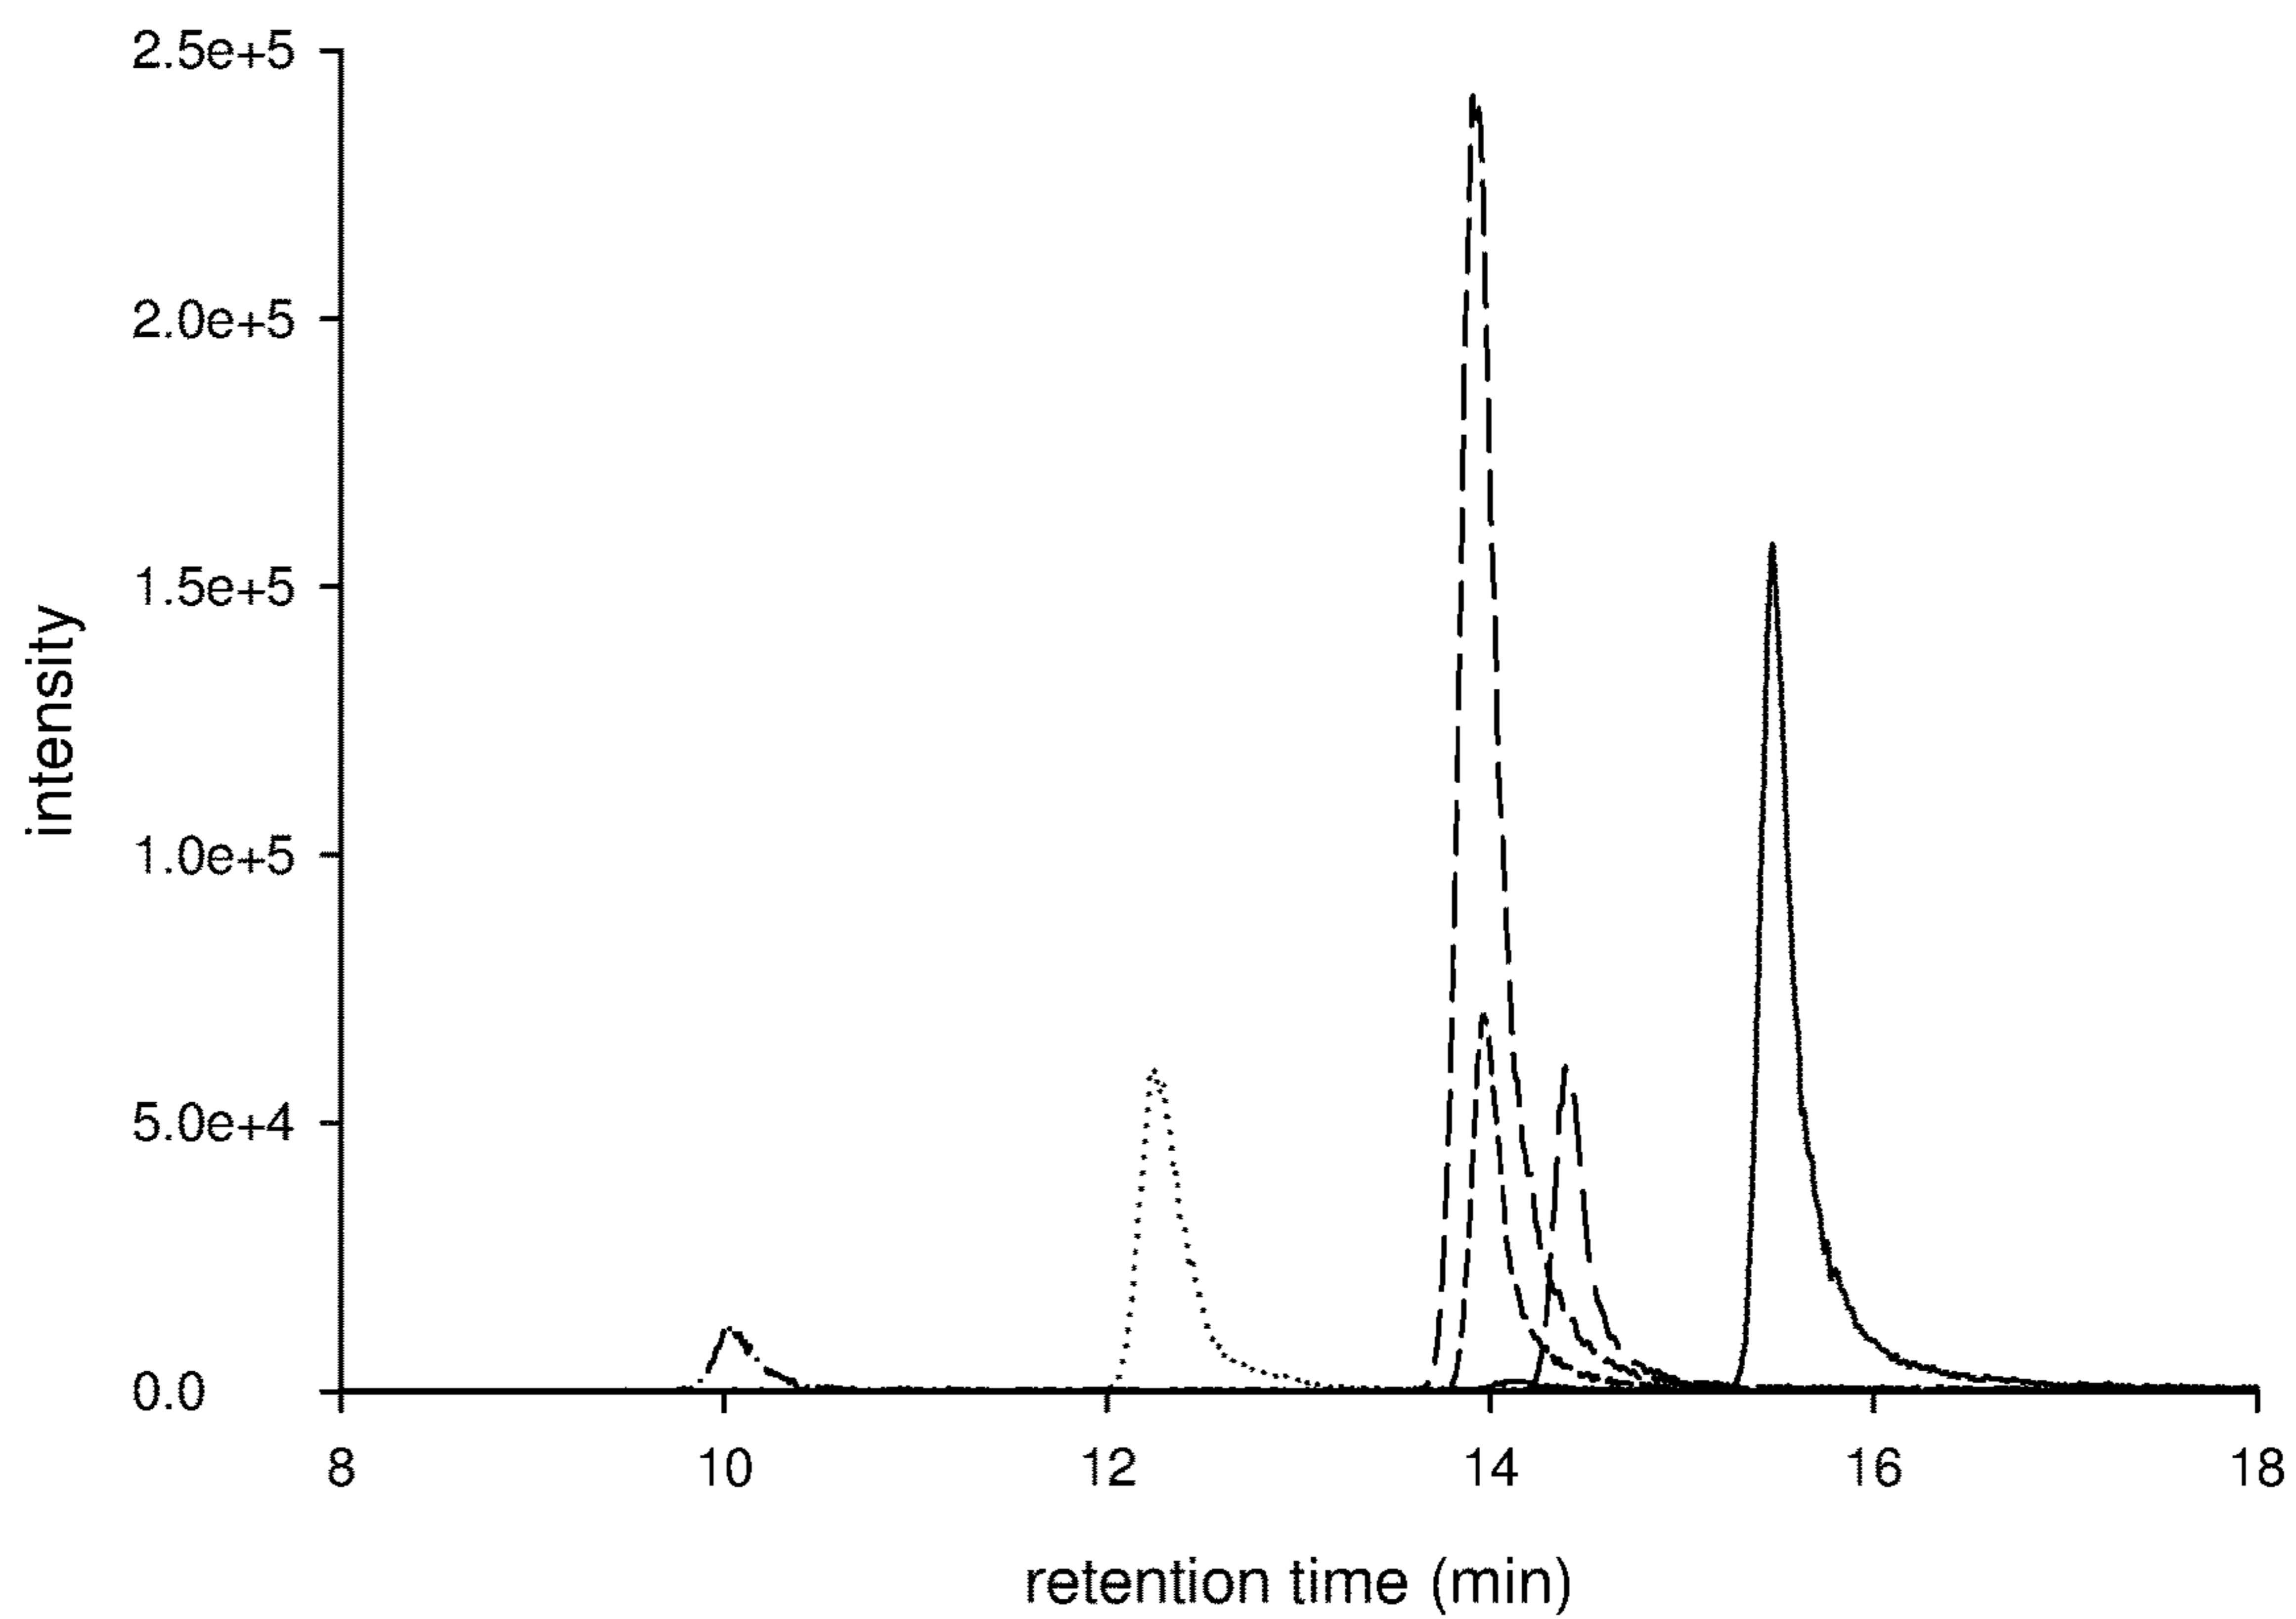 2.5e+5
2.0e+5
1.5e+5
1.0e+5
5.0e+4
0.0
intensity
8 10 12 14 16 18
retention time (min)